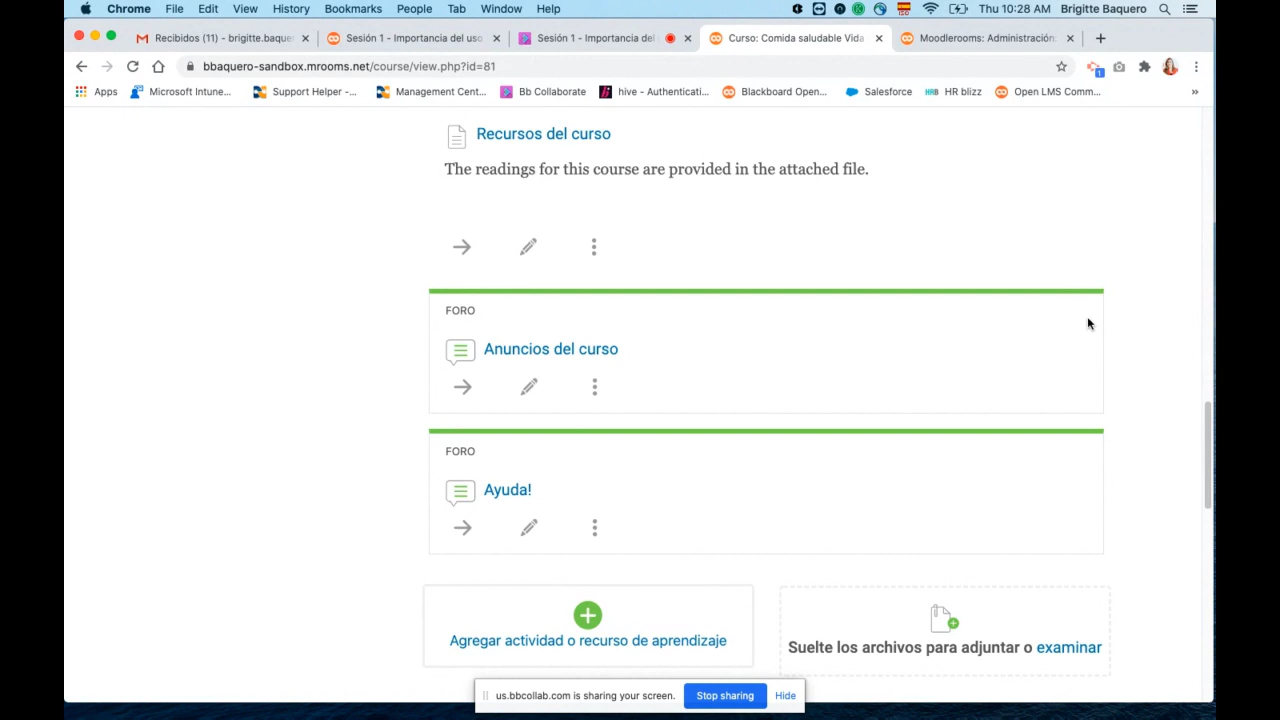 Chrome File Edit View History Bookmarks People Tab Window Help Thu 10:28 AM Brigitte Baquero
Recibidos (11) - brigitte.baque Sesión 1 - Importancia del uso Sesión 1 - Importancia del Curso: Comida saludable Vida Moodlerooms: Administración
bbaquero-sandbox.mrooms.net/course/view.php?id=81 1
Apps Microsoft Intune... Support Helper -... Management Cent... Bb Collaborate hive - Authenticati... Blackboard Open... Salesforce HRB HR blizz Open LMS Comm... »
Recursos del curso
The readings for this course are provided in the attached file.
FORO
Anuncios del curso
FORO
Ayuda!
Agregar actividad o recurso de aprendizaje
Suelte los archivos para adjuntar o examinar
us.bbcollab.com is sharing your screen. Stop sharing Hide